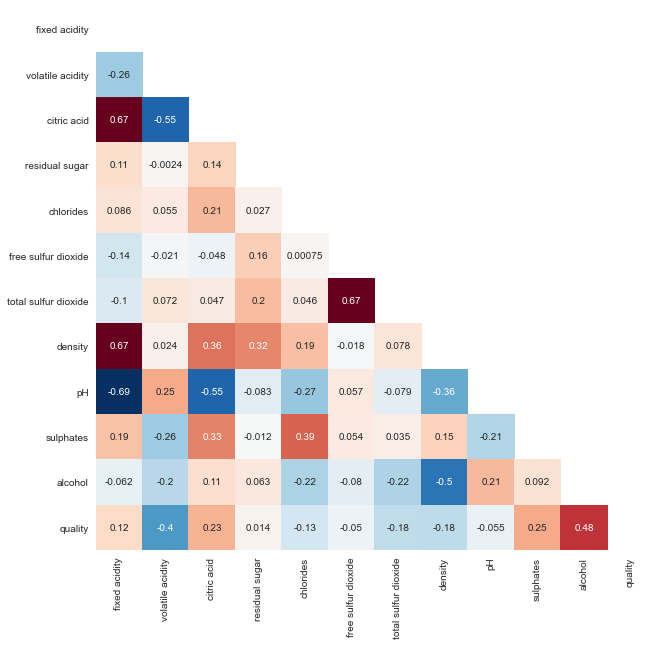 fixed acidity
volatile acidity -0.26
citric acid 0.67 -0.55
residual sugar 0.11 -0.0024 0.14
chlorides 0.086 0.055 0.21 0.027
free sulfur dioxide -0.14 -0.021 -0.048 0.16 0.00075
total sulfur dioxide -0.1 0.072 0.047 0.2 0.046 0.67
density 0.67 0.024 0.36 0.32 0.19 -0.018 0.078
pH -0.69 0.25 -0.55 -0.083 -0.27 0.057 -0.079 -0.36
sulphates 0.19 -0.26 0.33 -0.012 0.39 0.054 0.035 0.15 -0.21
alcohol -0.062 -0.2 0.11 0.063 -0.22 -0.08 -0.22 -0.5 0.21 0.092
quality 0.12 -0.4 0.23 0.014 -0.13 -0.05 -0.18 -0.18 -0.055 0.25 0.48
fixed acidity
volatile acidity
citric acid
residual sugar
chlorides
free sulfur dioxide
total sulfur dioxide
density
pH
sulphates
alcohol
quality